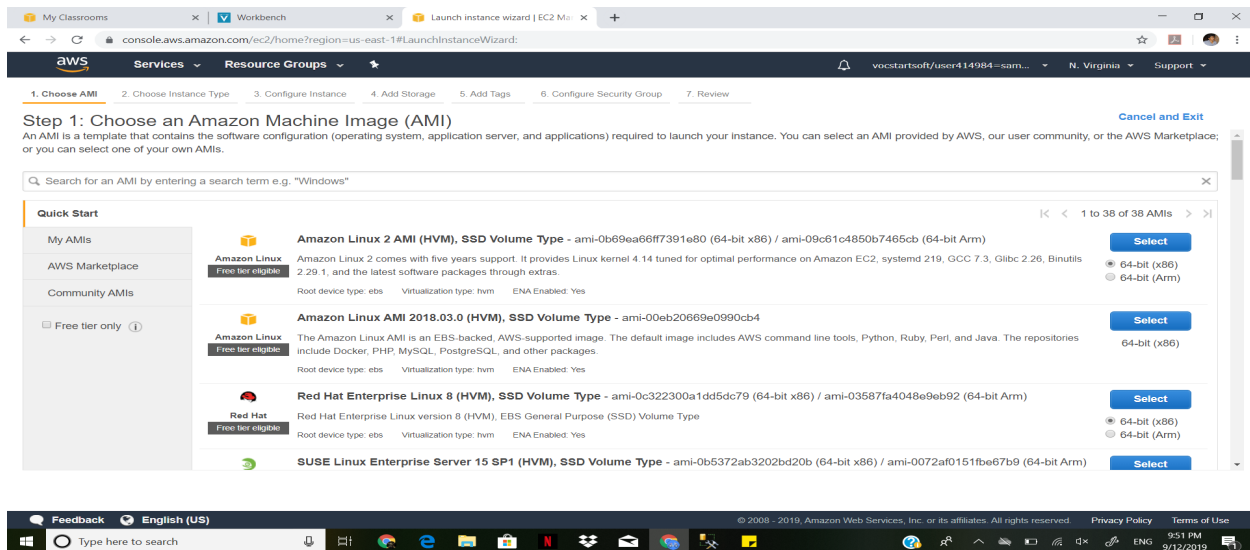 My Classrooms
Workbench
Launch instance wizard | EC2 Ma
console.aws.amazon.com/ec2/home?region=us-east-1#LaunchInstanceWizard:
aws Services Resource Groups vocstartsoft/user414984=sam... N. Virginia Support
1. Choose AMI 2. Choose Instance Type 3. Configure Instance 4. Add Storage 5. Add Tags 6. Configure Security Group 7. Review
Step 1: Choose an Amazon Machine Image (AMI)
Cancel and Exit
An AMI is a template that contains the software configuration (operating system, application server, and applications) required to launch your instance. You can select an AMI provided by AWS, our user community, or the AWS Marketplace;
or you can select one of your own AMIs.
Search for an AMI by entering a search term e.g. "Windows"
Quick Start
1 to 38 of 38 AMIs
My AMIs
AWS Marketplace
Community AMIs
Free tier only
Amazon Linux
Free tier eligible
Amazon Linux 2 AMI (HVM), SSD Volume Type - ami-0b69ea66ff7391e80 (64-bit x86) / ami-09c61c4850b7465cb (64-bit Arm)
Amazon Linux 2 comes with five years support. It provides Linux kernel 4.14 tuned for optimal performance on Amazon EC2, systemd 219, GCC 7.3, Glibc 2.26, Binutils
2.29.1, and the latest software packages through extras.
Root device type: ebs Virtualization type: hvm ENA Enabled: Yes
Select
64-bit (x86)
64-bit (Arm)
Amazon Linux
Free tier eligible
Amazon Linux AMI 2018.03.0 (HVM), SSD Volume Type - ami-00eb20669e0990cb4
The Amazon Linux AMI is an EBS-backed, AWS-supported image. The default image includes AWS command line tools, Python, Ruby, Perl, and Java. The repositories
include Docker, PHP, MySQL, PostgreSQL, and other packages.
Root device type: ebs Virtualization type: hvm ENA Enabled: Yes
Select
64-bit (x86)
Red Hat
Free tier eligible
Red Hat Enterprise Linux 8 (HVM), SSD Volume Type - ami-0c322300a1dd5dc79 (64-bit x86) / ami-03587fa4048e9eb92 (64-bit Arm)
Red Hat Enterprise Linux version 8 (HVM), EBS General Purpose (SSD) Volume Type
Root device type: ebs Virtualization type: hvm ENA Enabled: Yes
Select
64-bit (x86)
64-bit (Arm)
SUSE Linux Enterprise Server 15 SP1 (HVM), SSD Volume Type - ami-0b5372ab3202bd20b (64-bit x86) / ami-0072af0151fbe67b9 (64-bit Arm)
Select
Feedback English (US) © 2008 - 2019, Amazon Web Services, Inc. or its affiliates. All rights reserved. Privacy Policy Terms of Use
Type here to search
ENG
9:51 PM
9/12/2019